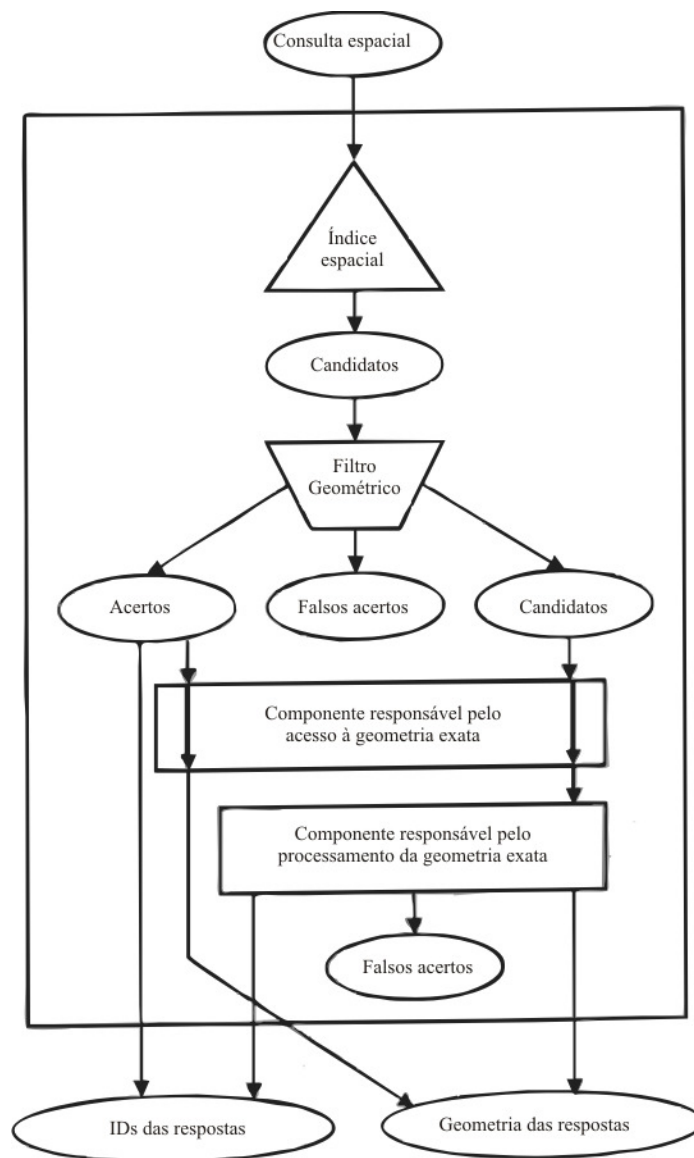 Consulta espacial
Índice
espacial
Candidatos
Filtro
Geométrico
Acertos
Falsos acertos
Candidatos
Componente responsável pelo
acesso à geometria exata
Componente responsável pelo
processamento da geometria exata
Falsos acertos
IDs das respostas
Geometria das respostas